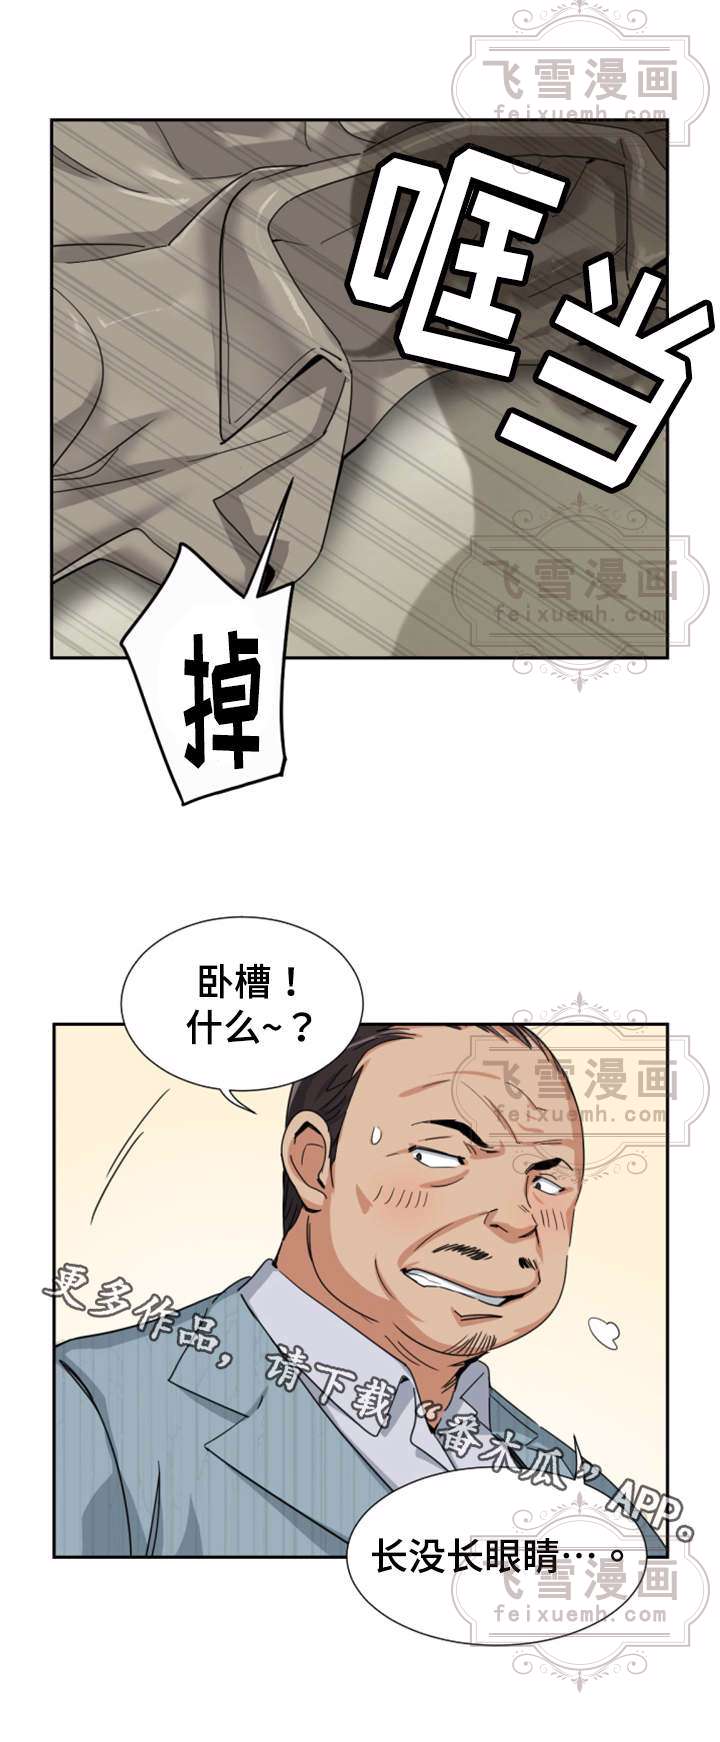 飞雪漫画
feixuemh.com
哐当
飞雪漫画
feixuemh.com
掉
卧槽！
什么~？
飞雪漫画
feixuemh.com
更多作品，请下载“番木瓜”APP。
长没长眼睛…。
飞雪漫画
feixuemh.com